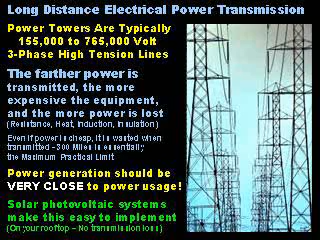 Long Distance Electrical Power Transmission
Power Towers Are Typically
155,000 to 765,000 Volt
3-Phase High Tension Lines
The farther power is
transmitted, the more
expensive the equipment,
and the more power is lost
(Resistance, Heat, Induction, Insulation)
Even if power is cheap, it is wasted when
transmitted - 300 Miles is essentially
the Maximum Practical Limit
Power generation should be
VERY CLOSE to power usage!
Solar photovoltaic systems
make this easy to implement
(On your rooftop - No transmission loss)